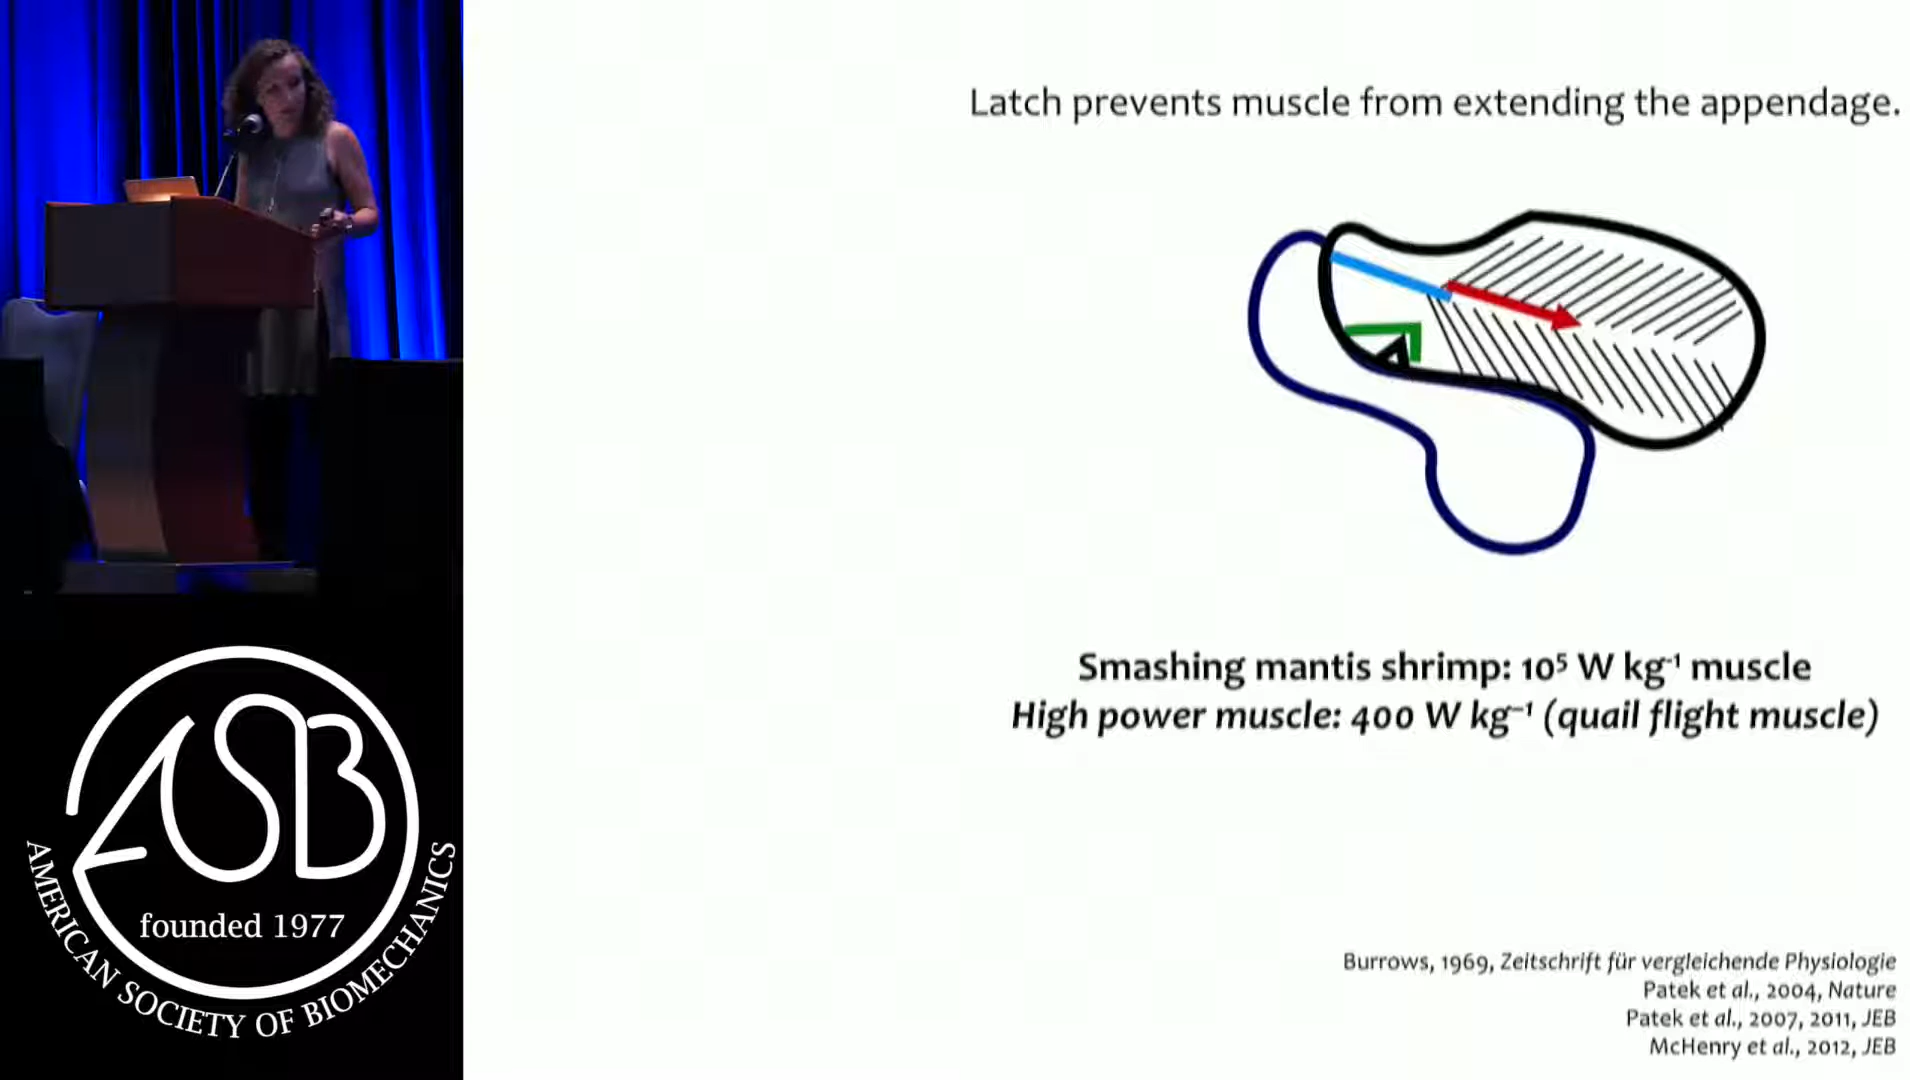 Latch prevents muscle from extending the appendage.
Smashing mantis shrimp: 10⁵ W kg⁻¹ muscle
High power muscle: 400 W kg⁻¹ (quail flight muscle)
Burrows, 1969, Zeitschrift für vergleichende Physiologie
Patek et al., 2004, Nature
Patek et al., 2007, 2011, JEB
McHenry et al., 2012, JEB
ASB
founded 1977
AMERICAN SOCIETY OF BIOMECHANICS